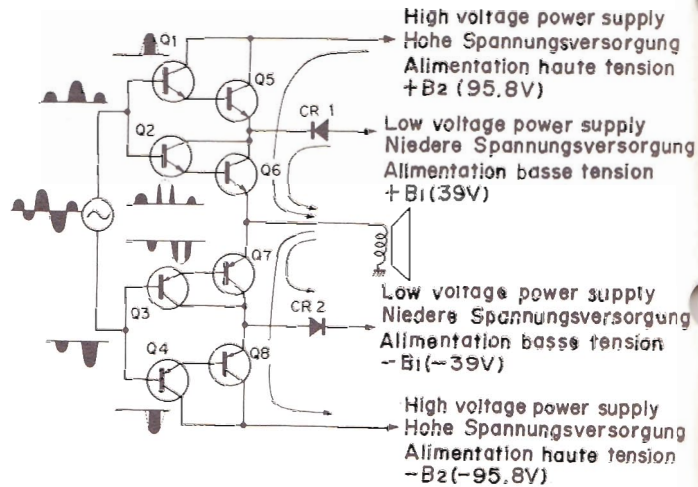 High voltage power supply
Hohe Spannungsversorgung
Alimentation haute tension
+B2 (95.8V)
Q1
Q5
CR 1
Low voltage power supply
Niedere Spannungsversorgung
Alimentation basse tension
+B1(39V)
Q2
Q6
Q7
Q3
CR 2
Low voltage power supply
Niedere Spannungsversorgung
Alimentation basse tension
-B1(-39V)
Q4
Q8
High voltage power supply
Hohe Spannungsversorgung
Alimentation haute tension
-B2(-95.8V)